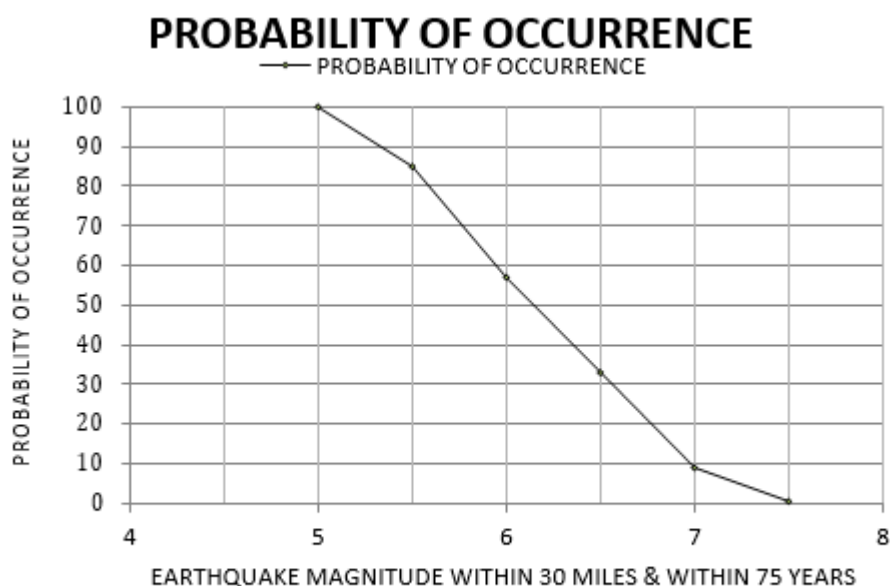 PROBABILITY OF OCCURRENCE
PROBABILITY OF OCCURRENCE
PROBABILITY OF OCCURRENCE
100
90
80
70
60
50
40
30
20
10
0
4 5 6 7 8
EARTHQUAKE MAGNITUDE WITHIN 30 MILES & WITHIN 75 YEARS